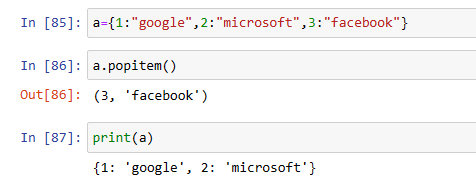 In [85]: a={1:"google",2:"microsoft",3:"facebook"}
In [86]: a.popitem()
Out[86]: (3, 'facebook')
In [87]: print(a)
{1: 'google', 2: 'microsoft'}